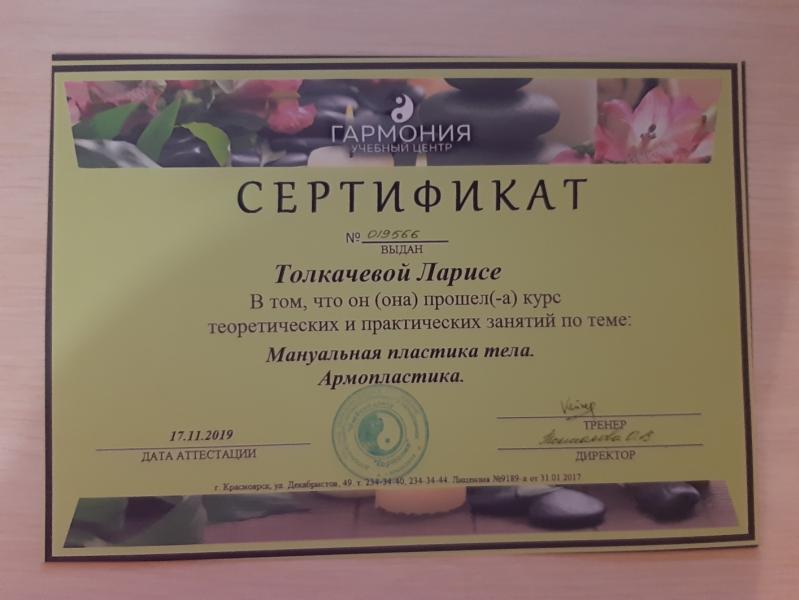 ГАРМОНИЯ
УЧЕБНЫЙ ЦЕНТР
СЕРТИФИКАТ
№ 019566
ВЫДАН
Толкачевой Ларисе
В том, что он (она) прошел(-а) курс
теоретических и практических занятий по теме:
Мануальная пластика тела.
Армопластика.
17.11.2019
ДАТА АТТЕСТАЦИИ
ТРЕНЕР
ДИРЕКТОР
г. Красноярск, ул. Декабристов, 49, т. 234-34-40, 234-34-44. Лицензия №9189-л от 31.01.2017